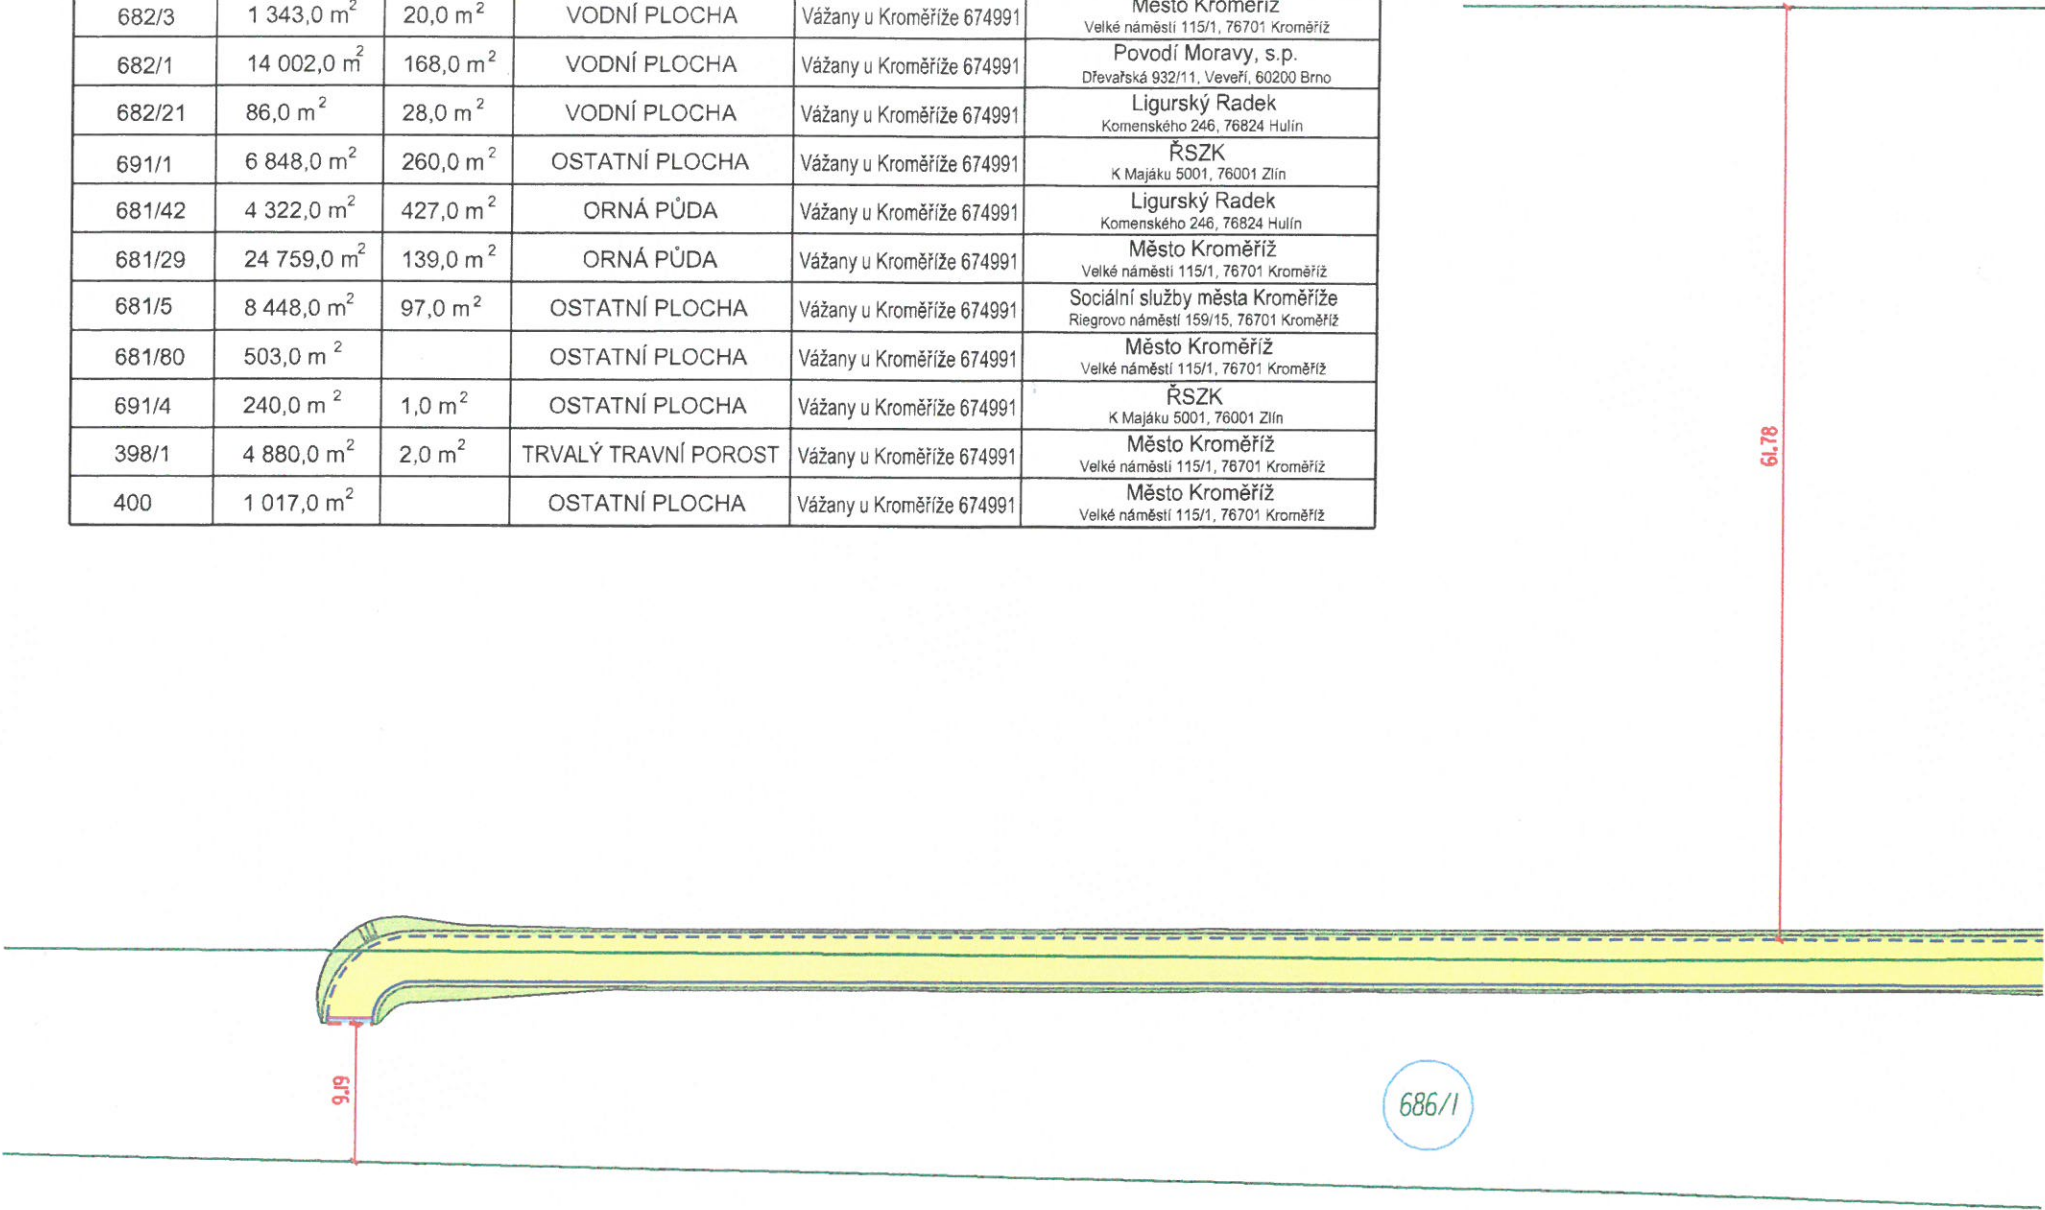 682/3 1 343,0 m² 20,0 m² VODNÍ PLOCHA Vážany u Kroměříže 674991 Město Kroměříž
Velké náměstí 115/1, 76701 Kroměříž
682/1 14 002,0 m² 168,0 m² VODNÍ PLOCHA Vážany u Kroměříže 674991 Povodí Moravy, s.p.
Dřevařská 932/11, Veveří, 60200 Brno
682/21 86,0 m² 28,0 m² VODNÍ PLOCHA Vážany u Kroměříže 674991 Ligurský Radek
Komenského 246, 76824 Hulín
691/1 6 848,0 m² 260,0 m² OSTATNÍ PLOCHA Vážany u Kroměříže 674991 ŘSZK
K Majáku 5001, 76001 Zlín
681/42 4 322,0 m² 427,0 m² ORNÁ PŮDA Vážany u Kroměříže 674991 Ligurský Radek
Komenského 246, 76824 Hulín
681/29 24 759,0 m² 139,0 m² ORNÁ PŮDA Vážany u Kroměříže 674991 Město Kroměříž
Velké náměstí 115/1, 76701 Kroměříž
681/5 8 448,0 m² 97,0 m² OSTATNÍ PLOCHA Vážany u Kroměříže 674991 Sociální služby města Kroměříže
Riegrovo náměstí 159/15, 76701 Kroměříž
681/80 503,0 m² OSTATNÍ PLOCHA Vážany u Kroměříže 674991 Město Kroměříž
Velké náměstí 115/1, 76701 Kroměříž
691/4 240,0 m² 1,0 m² OSTATNÍ PLOCHA Vážany u Kroměříže 674991 ŘSZK
K Majáku 5001, 76001 Zlín
398/1 4 880,0 m² 2,0 m² TRVALÝ TRAVNÍ POROST Vážany u Kroměříže 674991 Město Kroměříž
Velké náměstí 115/1, 76701 Kroměříž
400 1 017,0 m² OSTATNÍ PLOCHA Vážany u Kroměříže 674991 Město Kroměříž
Velké náměstí 115/1, 76701 Kroměříž
61.78
9.19
686/1